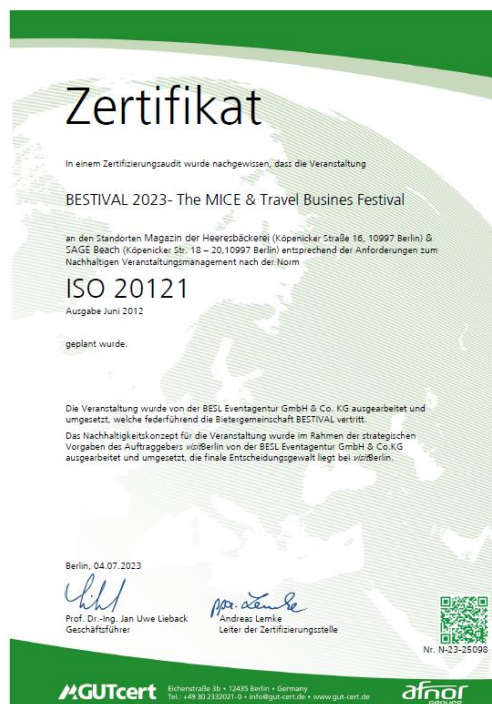 Zertifikat
In einem Zertifizierungsaudit wurde nachgewissen, dass die Veranstaltung
BESTIVAL 2023- The MICE & Travel Busines Festival
an den Standorten Magazin der Heeresbäckerei (Köpenicker Straße 16, 10997 Berlin) &
SAGE Beach (Köpenicker Str. 18 – 20,10997 Berlin) entsprechend der Anforderungen zum
Nachhaltigen Veranstaltungsmanagement nach der Norm
ISO 20121
Ausgabe Juni 2012
geplant wurde.
Die Veranstaltung wurde von der BESL Eventagentur GmbH & Co. KG ausgearbeitet und
umgesetzt, welche federführend die Bietergemeinschaft BESTIVAL vertritt.
Das Nachhaltigkeitskonzept für die Veranstaltung wurde im Rahmen der strategischen
Vorgaben des Auftraggebers visitBerlin von der BESL Eventagentur GmbH & Co.KG
ausgearbeitet und umgesetzt, die finale Entscheidungsgewalt liegt bei visitBerlin.
Berlin, 04.07.2023
ppa. Lemke
Prof. Dr.-Ing. Jan Uwe Lieback
Geschäftsführer
Andreas Lemke
Leiter der Zertifizierungsstelle
Nr. N-23-25098
GUTcert
Eichenstraße 3b • 12435 Berlin • Germany
Tel.: +49 30 2332021-0 • info@gut-cert.de • www.gut-cert.de
afnor
GROUPE